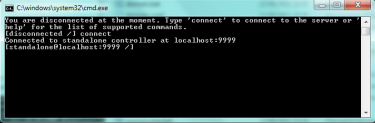 C:\windows\system32\cmd.exe
You are disconnected at the moment. Type 'connect' to connect to the server or '
help' for the list of supported commands.
[disconnected /] connect
Connected to standalone controller at localhost:9999
[standalone@localhost:9999 /]